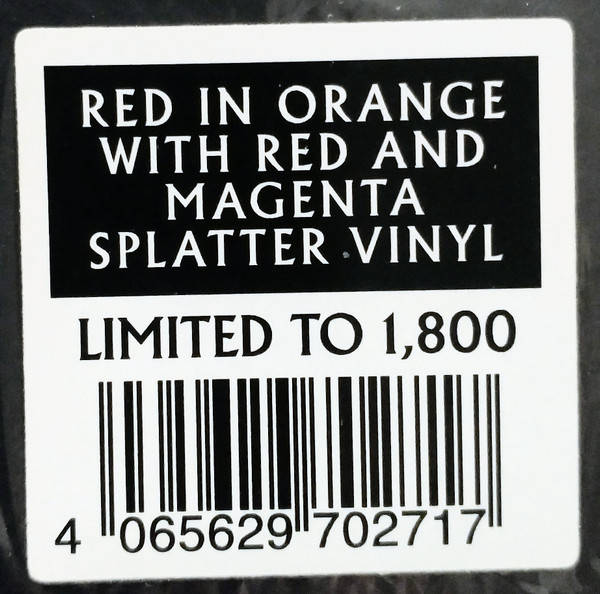 RED IN ORANGE
WITH RED AND
MAGENTA
SPLATTER VINYL
LIMITED TO 1,800
4 065629 702717